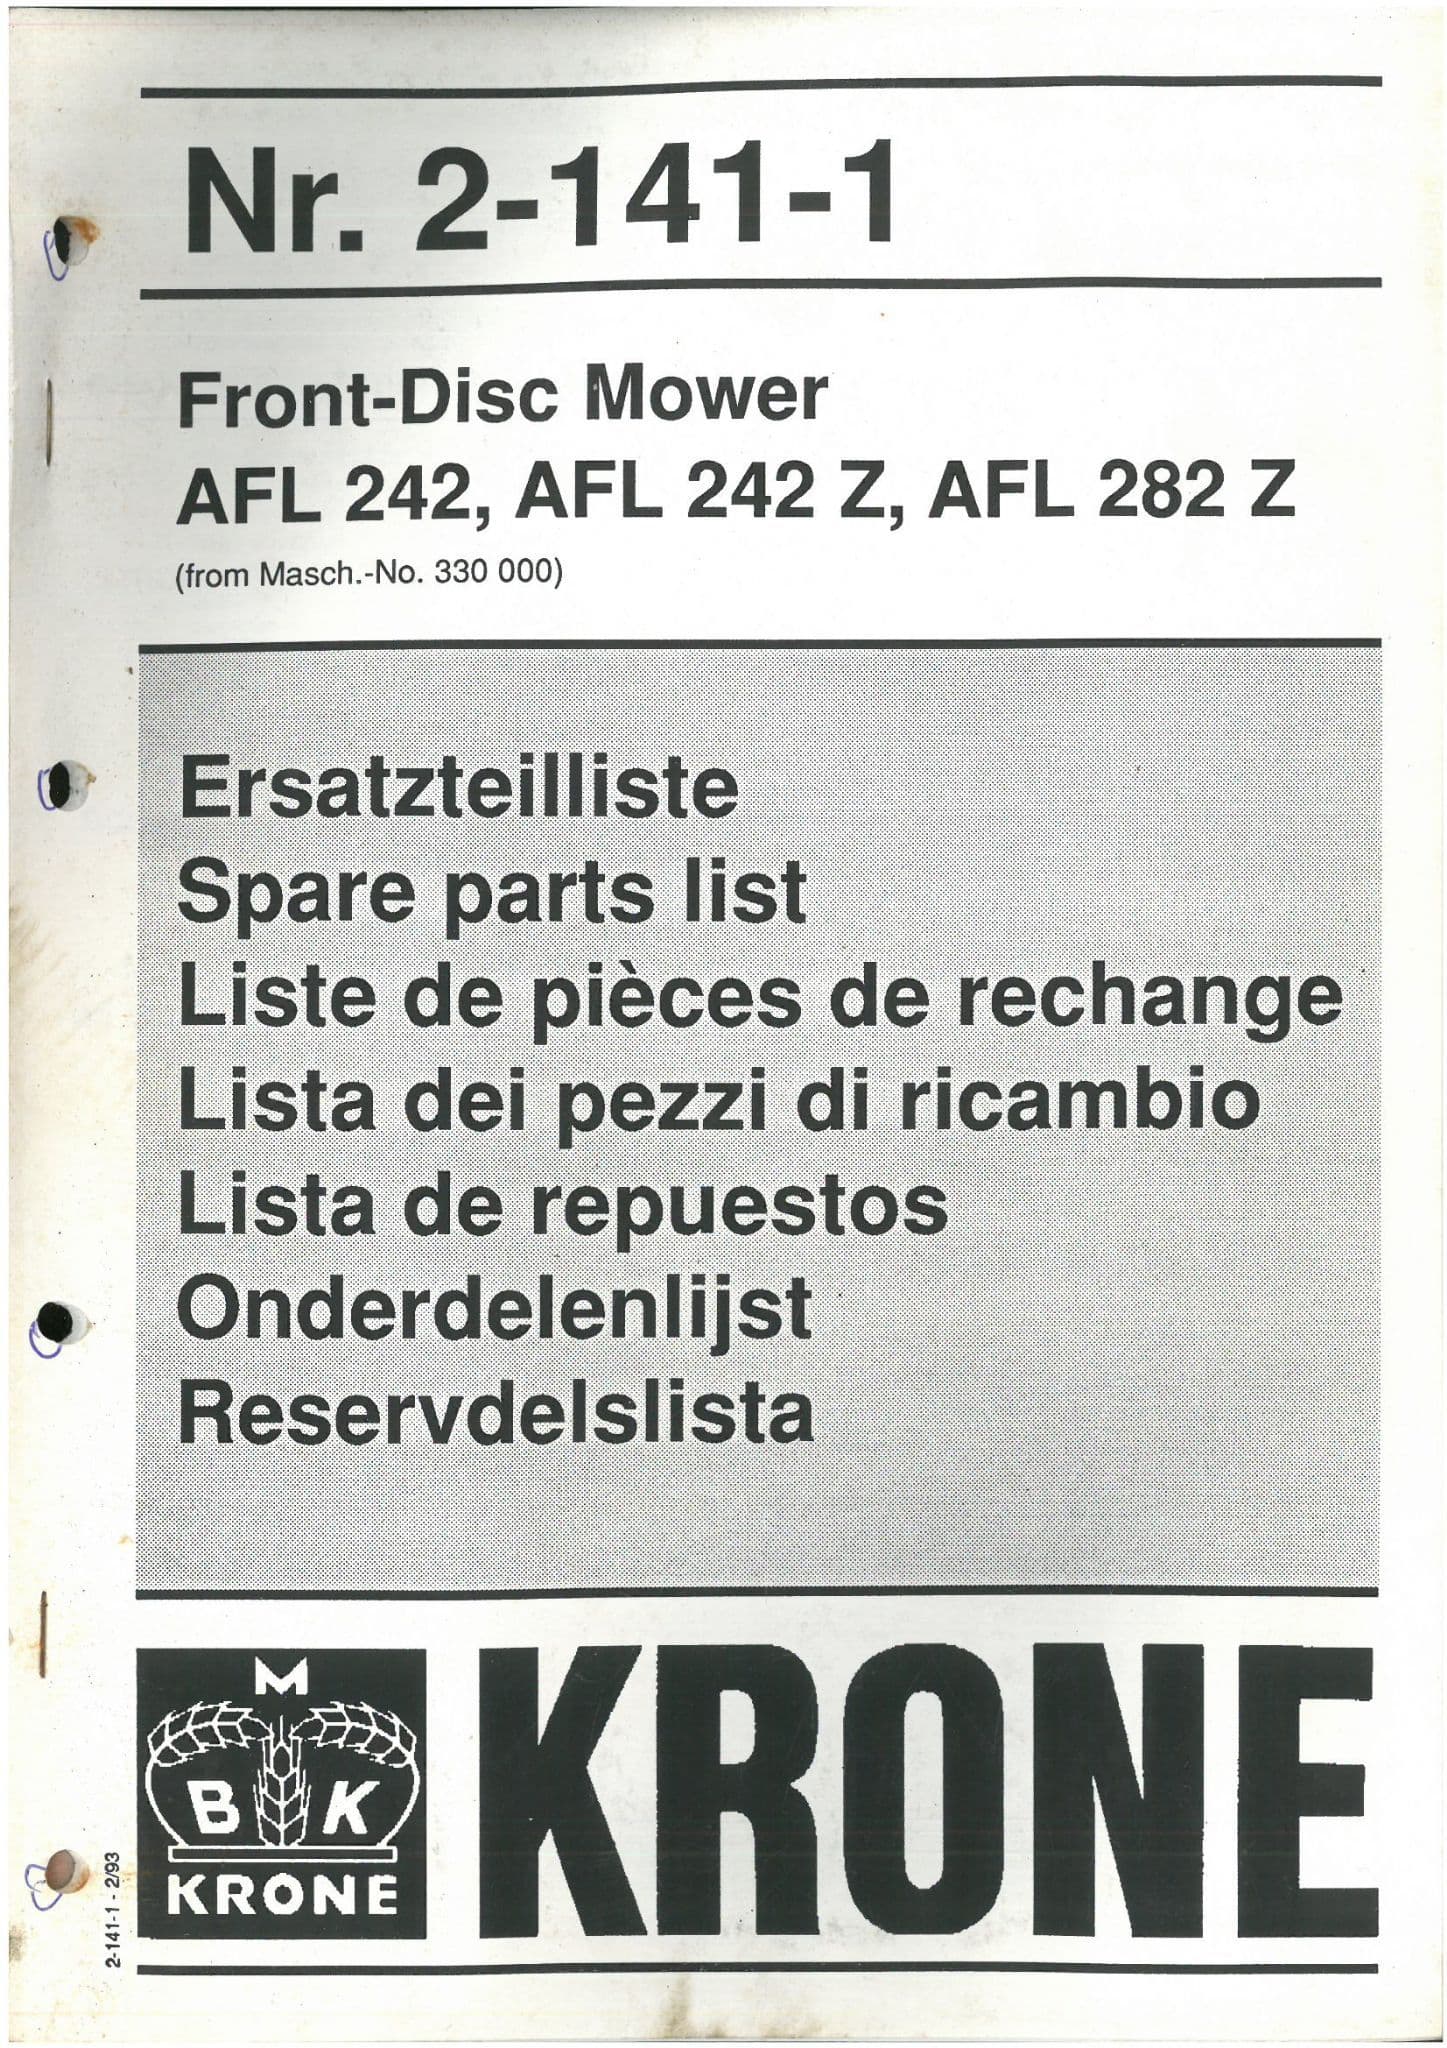 Nr. 2-141-1
Front-Disc Mower
AFL 242, AFL 242 Z, AFL 282 Z
(from Masch.-No. 330 000)
Ersatzteilliste
Spare parts list
Liste de pièces de rechange
Lista dei pezzi di ricambio
Lista de repuestos
Onderdelenlijst
Reservdelslista
M
B K
KRONE
KRONE
2-141-1 - 2/93